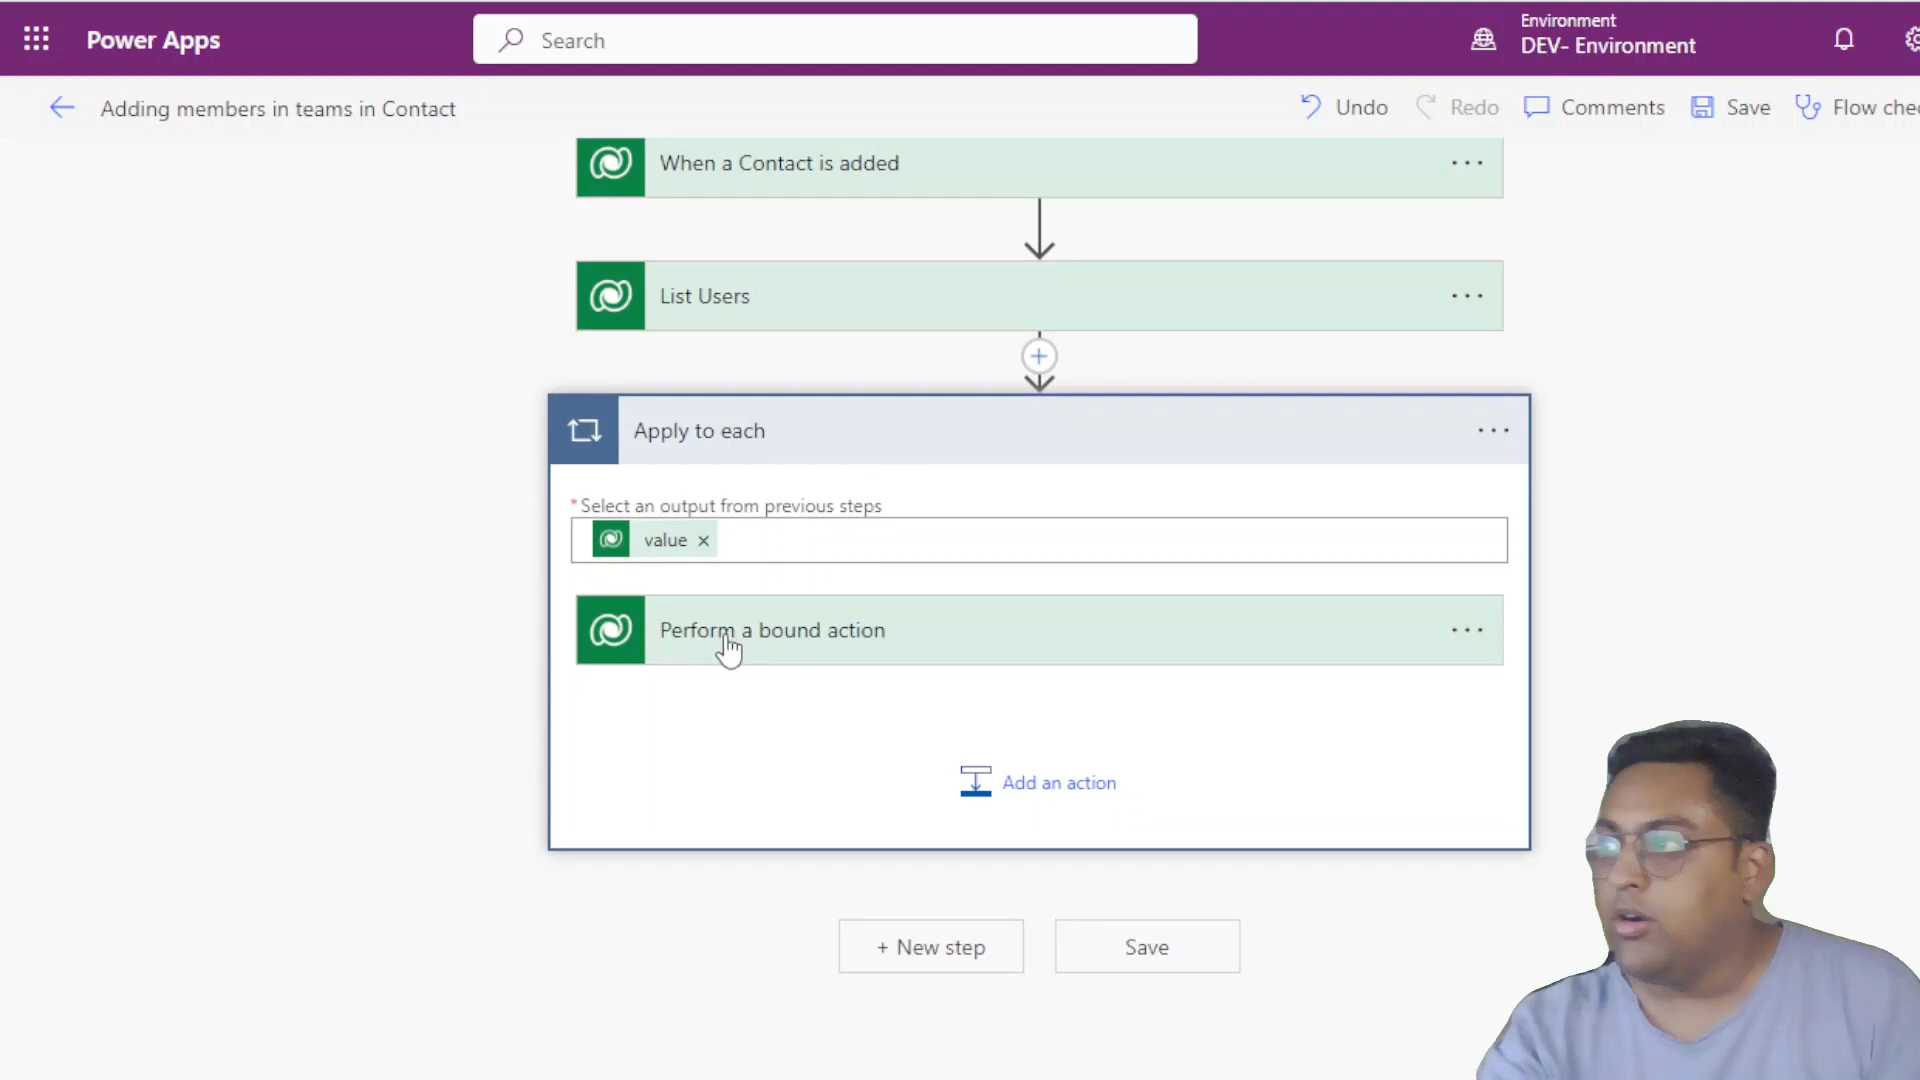 Power Apps
Search
Environment
DEV- Environment
Adding members in teams in Contact
Undo
Redo
Comments
Save
Flow chec
When a Contact is added
List Users
Apply to each
* Select an output from previous steps
value ×
Perform a bound action
Add an action
+ New step
Save